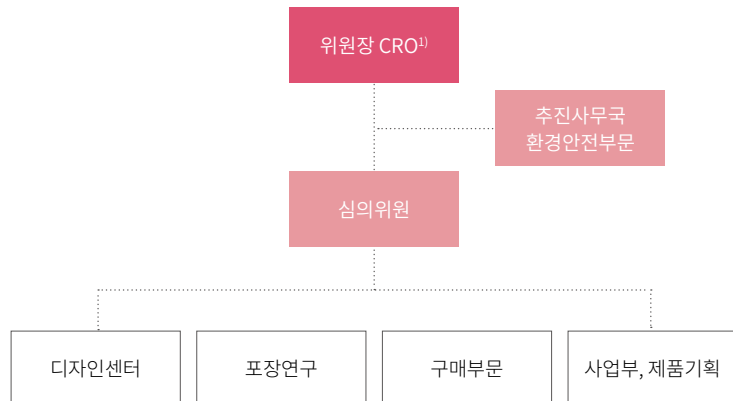 위원장 CRO1)
추진사무국
환경안전부문
심의위원
디자인센터
포장연구
구매부문
사업부, 제품기획